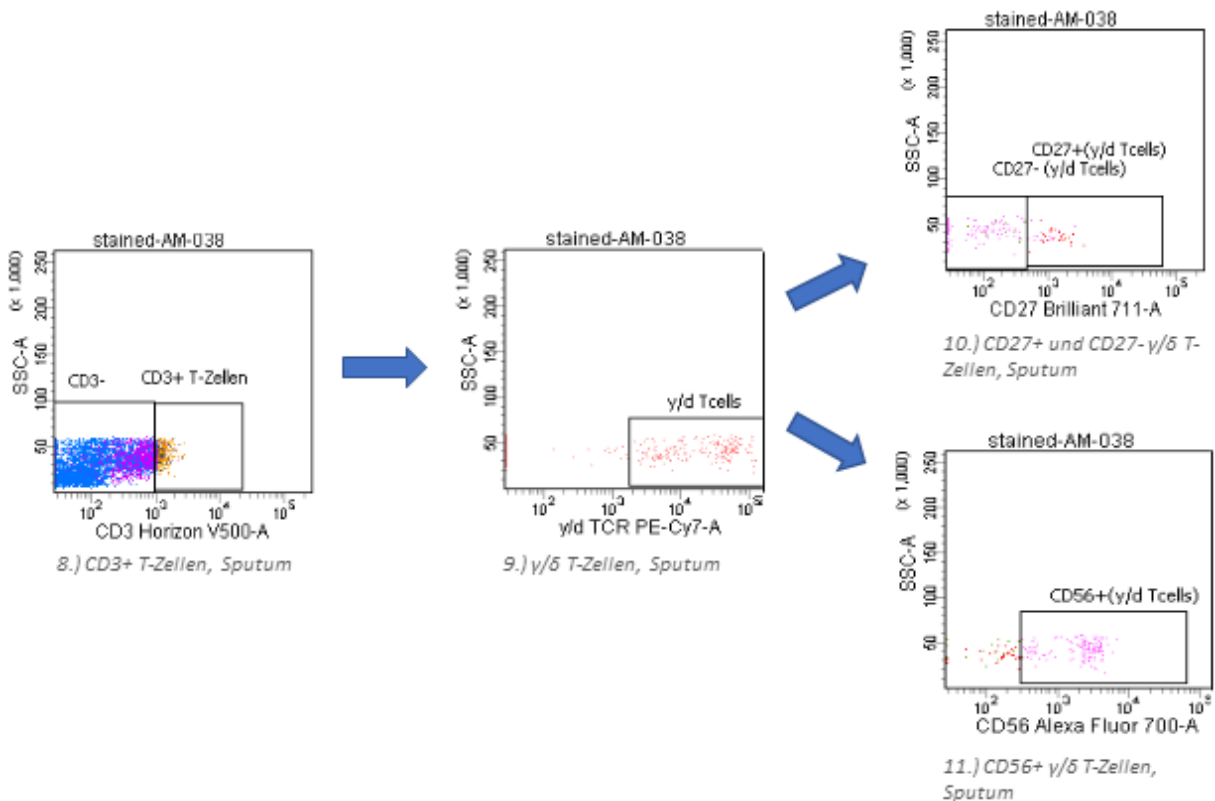 stained-AM-038
SSC-A
(x 1,000)
50 100 150 200 250
CD3-
CD3+ T-Zellen
10² 10³ 10⁴ 10⁵
CD3 Horizon V500-A
8.) CD3+ T-Zellen, Sputum
stained-AM-038
SSC-A
(x 1,000)
50 100 150 200 250
y/d Tcells
10² 10³ 10⁴ 10⁵
y/d TCR PE-Cy7-A
9.) γ/δ T-Zellen, Sputum
stained-AM-038
SSC-A
(x 1,000)
50 100 150 200 250
CD27+(y/d Tcells)
CD27- (y/d Tcells)
10² 10³ 10⁴ 10⁵
CD27 Brilliant 711-A
10.) CD27+ und CD27- γ/δ T-
Zellen, Sputum
stained-AM-038
SSC-A
(x 1,000)
50 100 150 200 250
CD56+(y/d Tcells)
10² 10³ 10⁴ 10⁵
CD56 Alexa Fluor 700-A
11.) CD56+ γ/δ T-Zellen,
Sputum